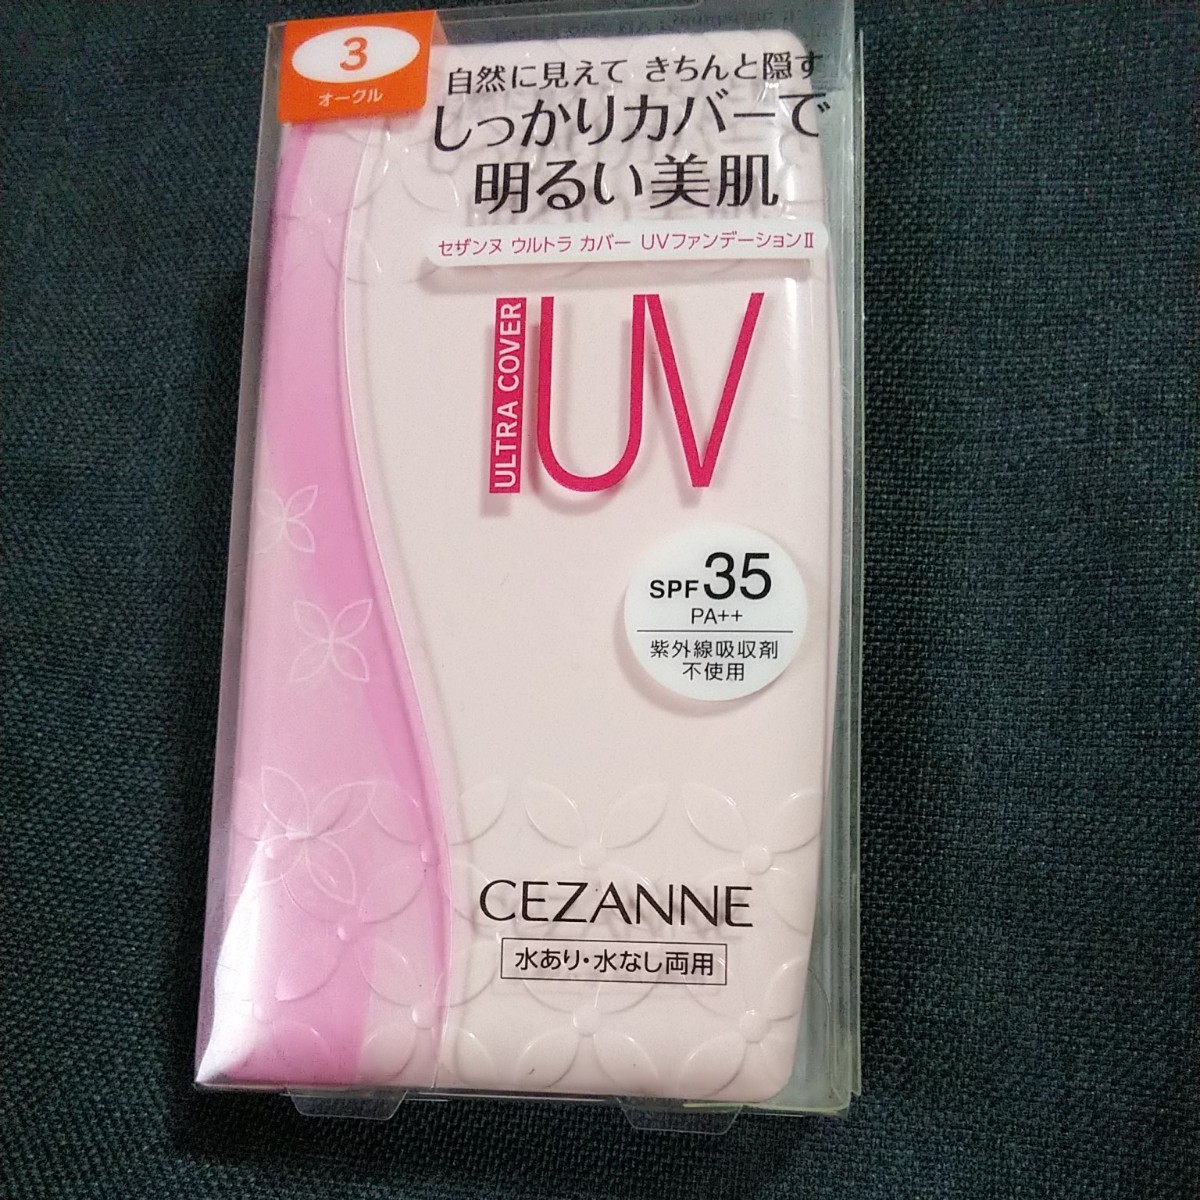 3
オークル
自然に見えて きちんと隠す
しっかりカバーで
明るい美肌
セザンヌ ウルトラ カバー UVファンデーションⅡ
ULTRA COVER
UV
SPF35
PA++
紫外線吸収剤
不使用
CEZANNE
水あり・水なし両用